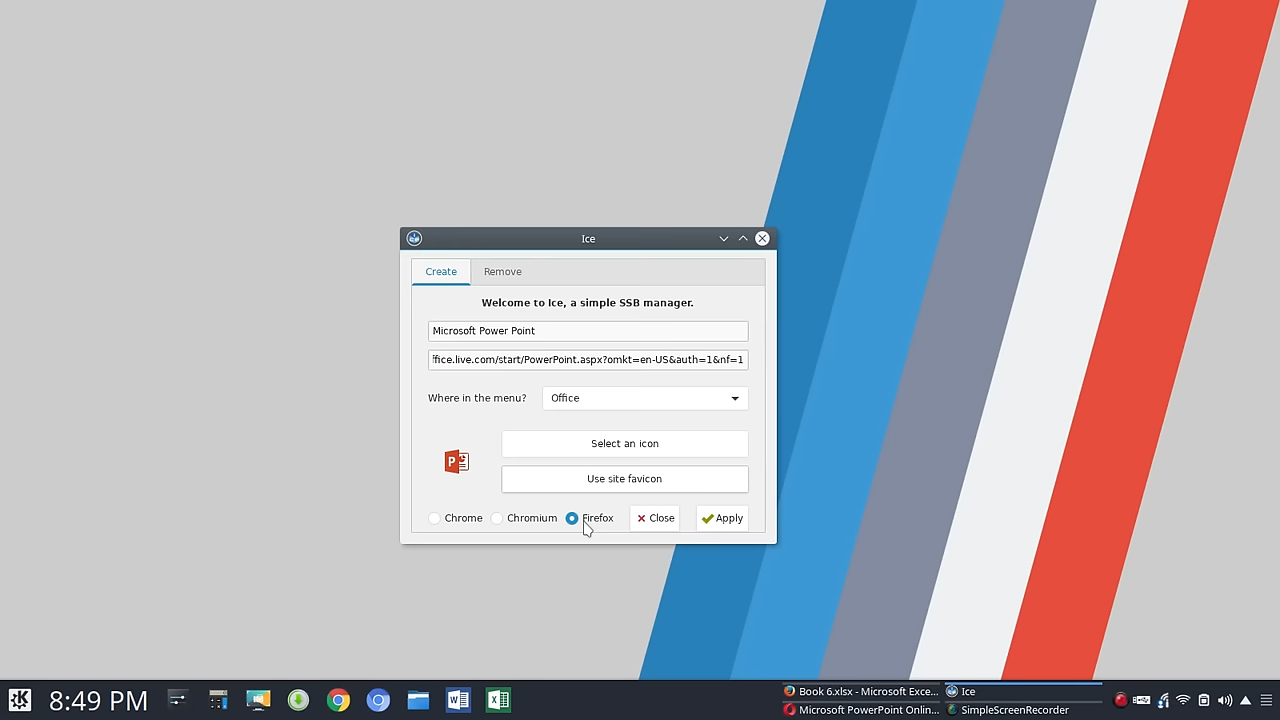 Ice
Create
Remove
Welcome to Ice, a simple SSB manager.
Microsoft Power Point
ffice.live.com/start/PowerPoint.aspx?omkt=en-US&auth=1&nf=1
Where in the menu?
Office
Select an icon
P
Use site favicon
Chrome
Chromium
Firefox
Close
Apply
8:49 PM
Book 6.xlsx - Microsoft Exce...
Ice
Microsoft PowerPoint Onlin...
SimpleScreenRecorder